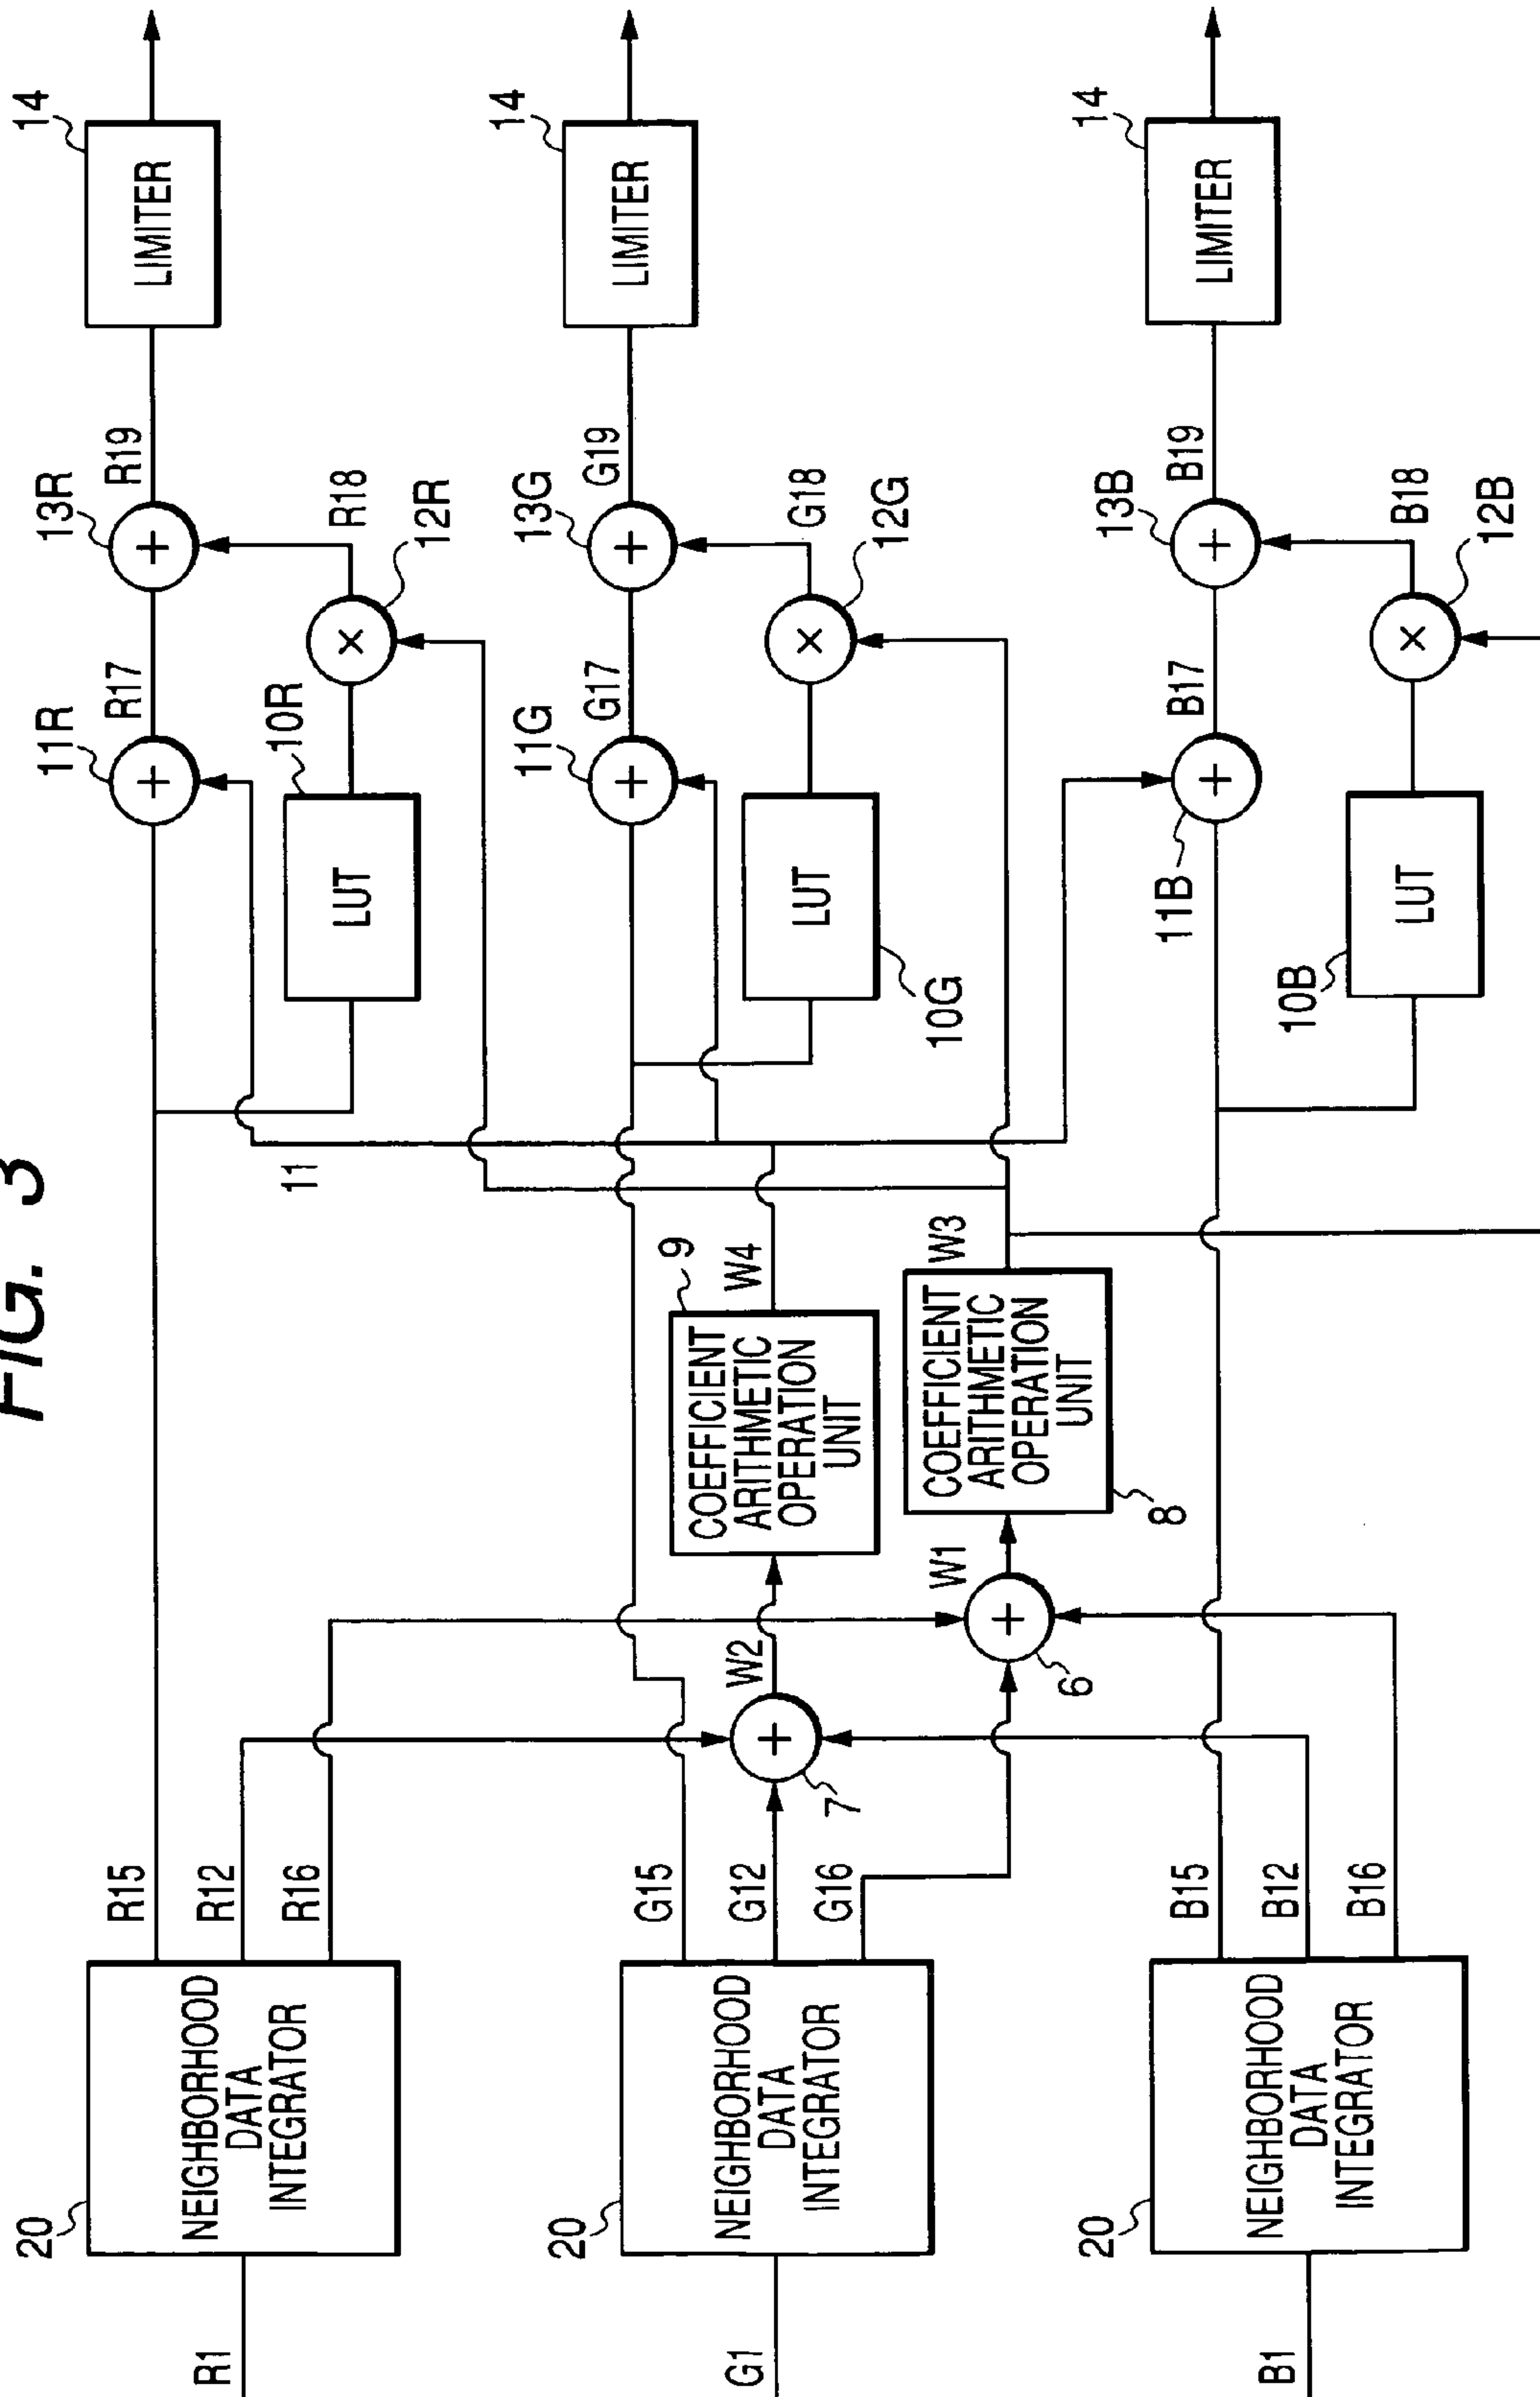 FIG. 3
R1
20
NEIGHBORHOOD
DATA
INTEGRATOR
R15
R12
R16
11
11R
R17
13R
R19
14
LIMITER
10R
LUT
12R
R18
G1
20
NEIGHBORHOOD
DATA
INTEGRATOR
G15
G12
G16
7
W2
9
COEFFICIENT
ARITHMETIC
OPERATION
UNIT
W4
11G
G17
13G
G19
14
LIMITER
10G
LUT
12G
G18
6
W1
8
COEFFICIENT
ARITHMETIC
OPERATION
UNIT
W3
B1
20
NEIGHBORHOOD
DATA
INTEGRATOR
B15
B12
B16
11B
B17
13B
B19
14
LIMITER
10B
LUT
12B
B18